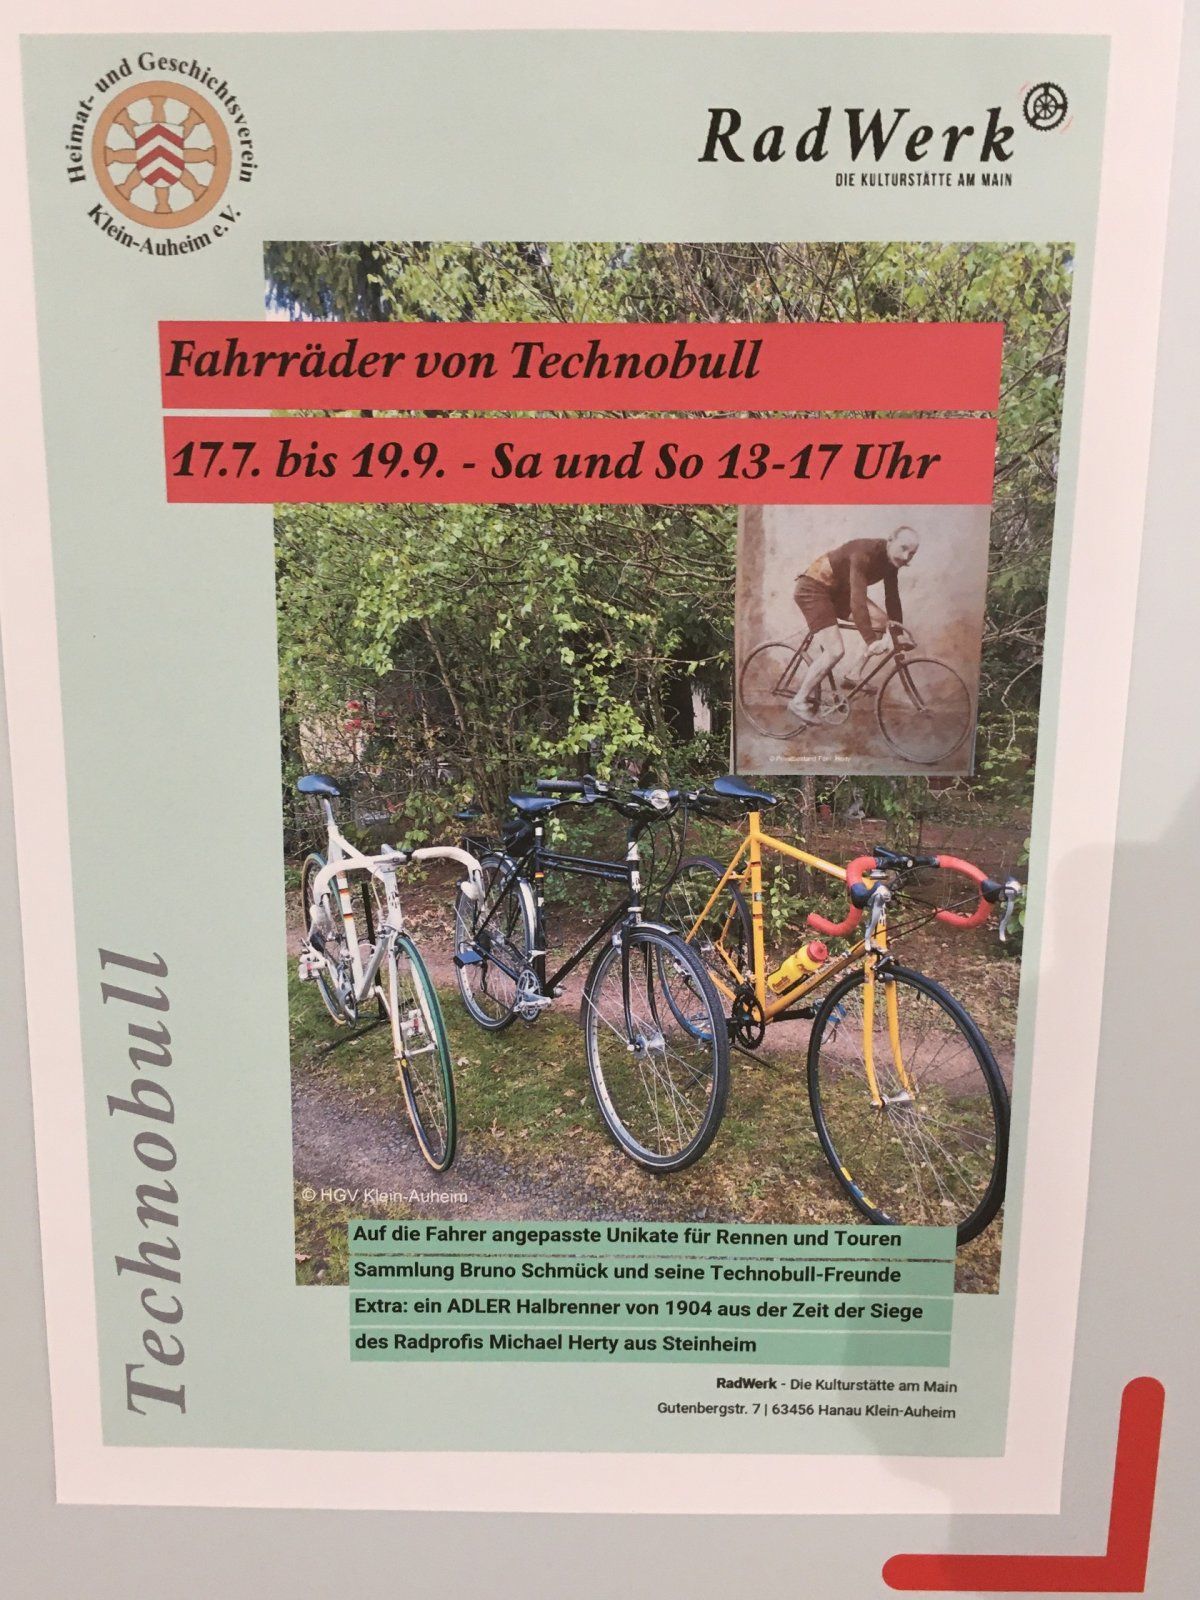 Heimat- und Geschichtsverein
Klein-Auheim e.V.
RadWerk
DIE KULTURSTÄTTE AM MAIN
Fahrräder von Technobull
17.7. bis 19.9. - Sa und So 13-17 Uhr
Technobull
© HGV Klein-Auheim
Auf die Fahrer angepasste Unikate für Rennen und Touren
Sammlung Bruno Schmück und seine Technobull-Freunde
Extra: ein ADLER Halbrenner von 1904 aus der Zeit der Siege
des Radprofis Michael Herty aus Steinheim
RadWerk - Die Kulturstätte am Main
Gutenbergstr. 7 | 63456 Hanau Klein-Auheim